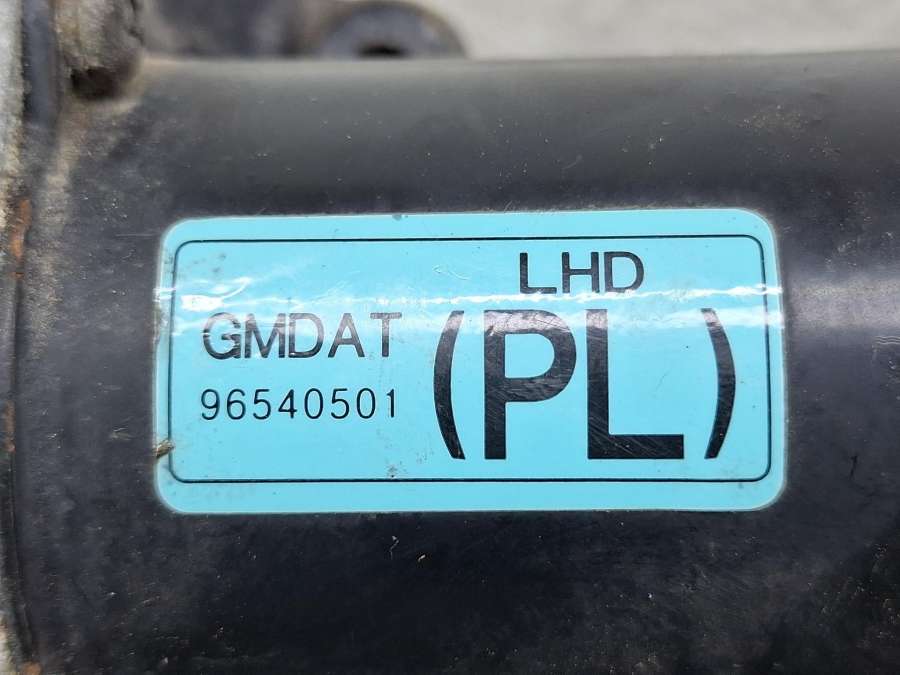 LHD
GMDAT (PL)
96540501